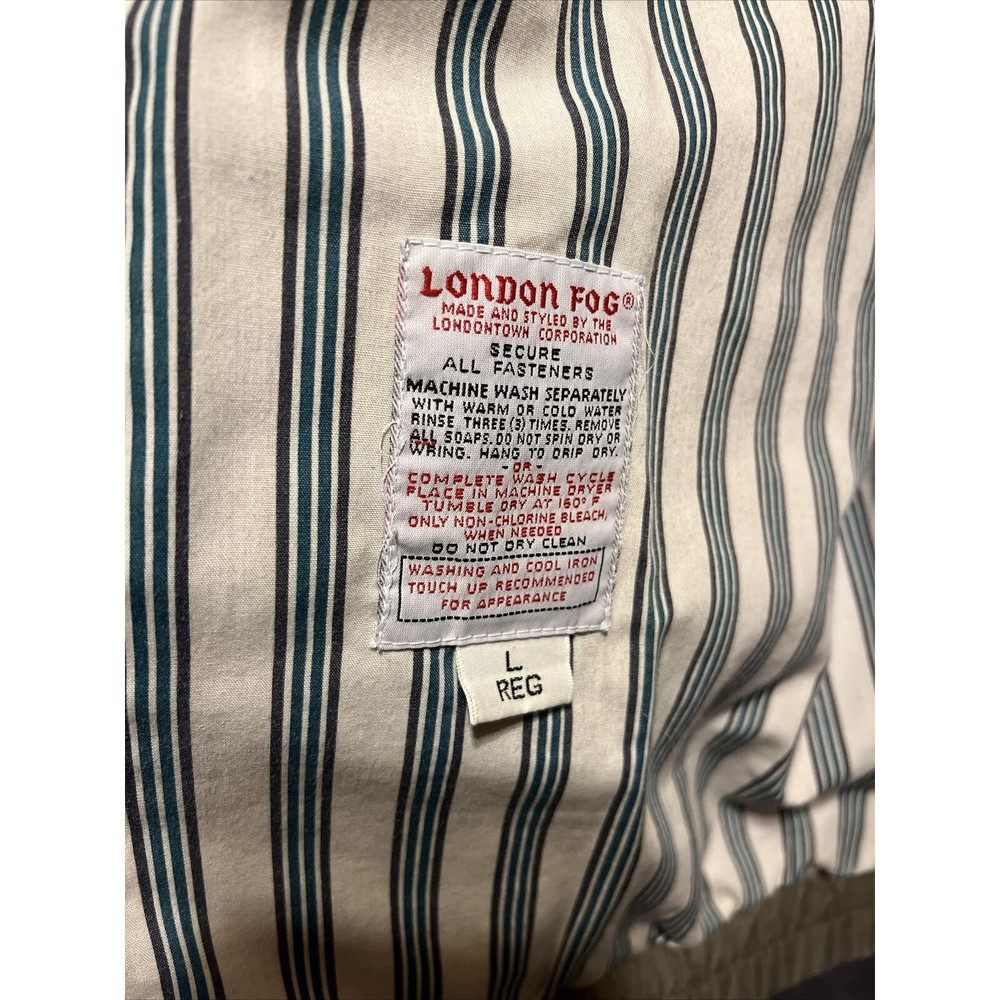 LONDON FOG®
MADE AND STYLED BY THE
LONDONTOWN CORPORATION
SECURE
ALL FASTENERS
MACHINE WASH SEPARATELY
WITH WARM OR COLD WATER
RINSE THREE (3) TIMES. REMOVE
ALL SOAPS. DO NOT SPIN DRY OR
WRING. HANG TO DRIP DRY.
- OR -
COMPLETE WASH CYCLE
PLACE IN MACHINE DRYER
TUMBLE DRY AT 160° F
ONLY NON-CHLORINE BLEACH,
WHEN NEEDED
DO NOT DRY CLEAN
WASHING AND COOL IRON
TOUCH UP RECOMMENDED
FOR APPEARANCE
L
REG